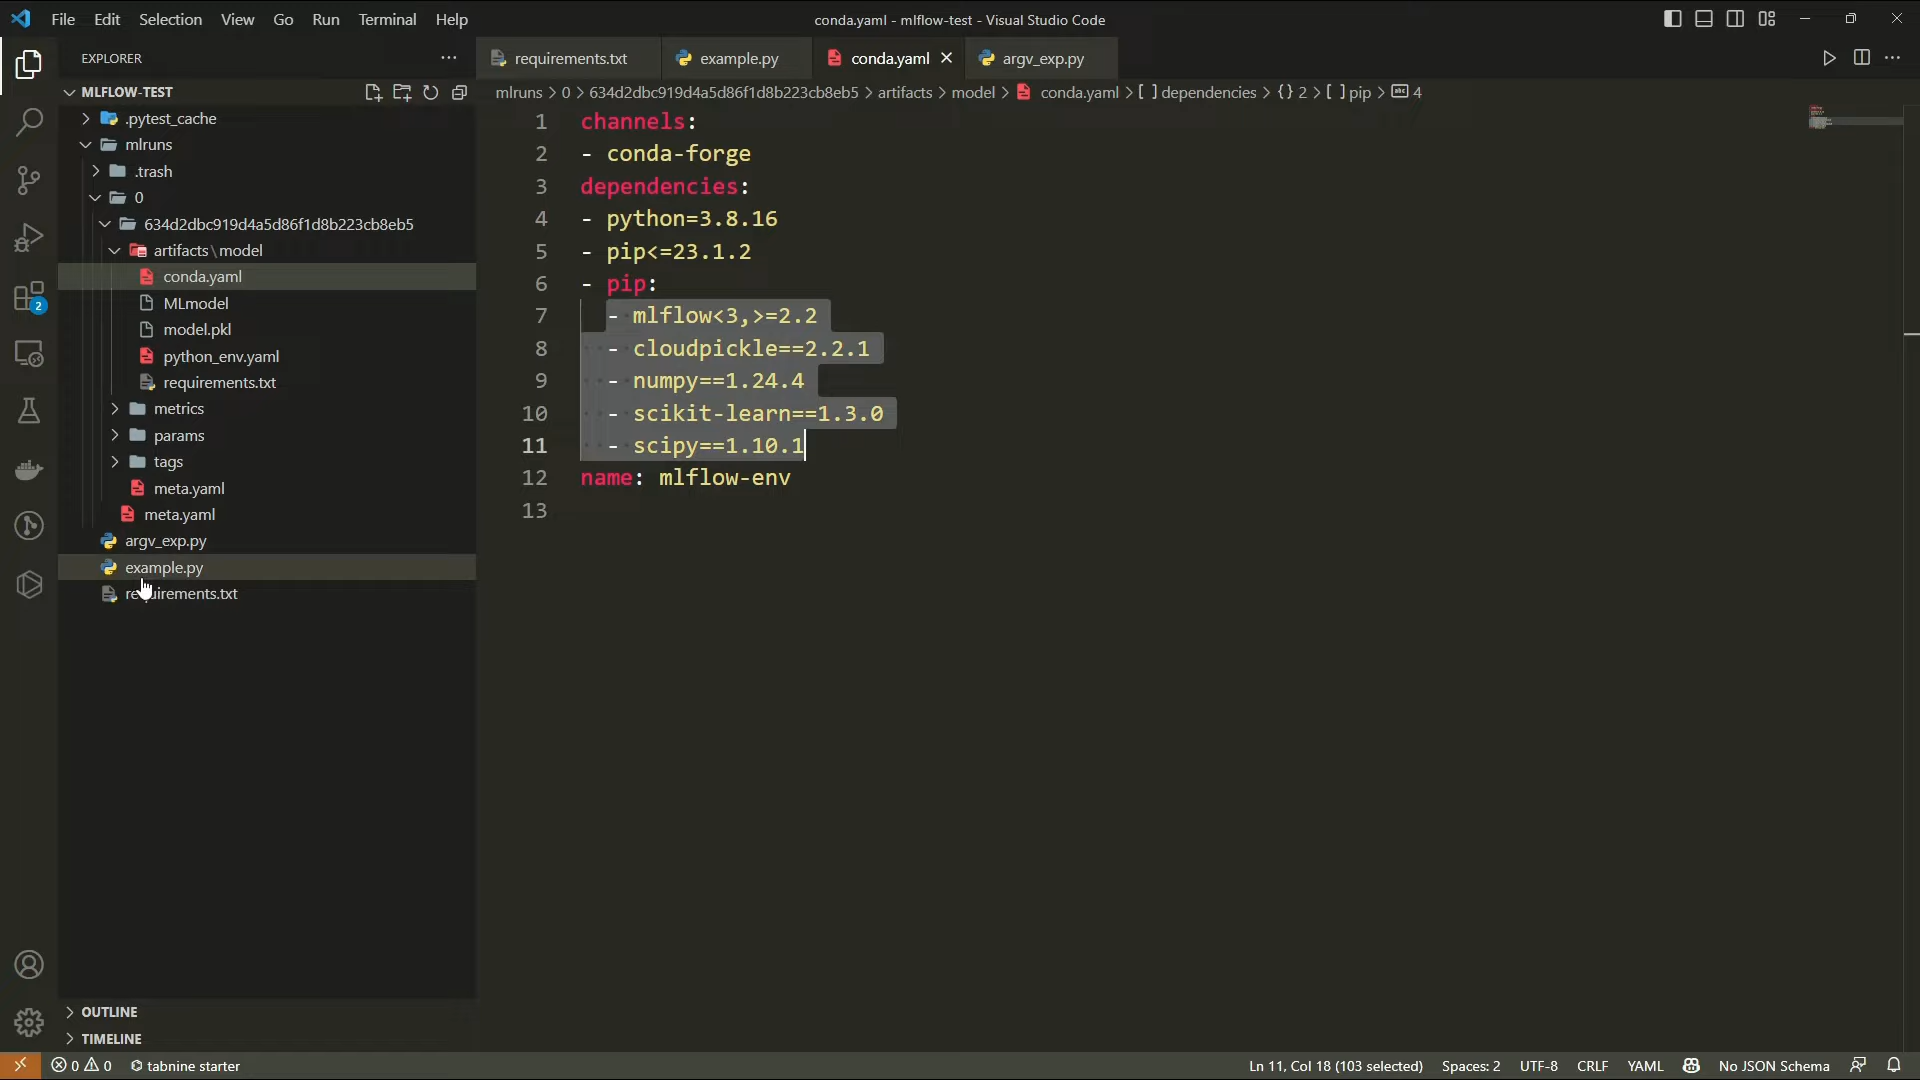 File Edit Selection View Go Run Terminal Help
conda.yaml - mlflow-test - Visual Studio Code
EXPLORER
requirements.txt
example.py
conda.yaml
argv_exp.py
MLFLOW-TEST
mlruns > 0 > 634d2dbc919d4a5d86f1d8b223cb8eb5 > artifacts > model > conda.yaml > [ ] dependencies > {} 2 > [ ] pip > abc 4
.pytest_cache
mlruns
.trash
0
634d2dbc919d4a5d86f1d8b223cb8eb5
artifacts\model
conda.yaml
MLmodel
model.pkl
python_env.yaml
requirements.txt
metrics
params
tags
meta.yaml
meta.yaml
argv_exp.py
example.py
requirements.txt
2
1 channels:
2 - conda-forge
3 dependencies:
4 - python=3.8.16
5 - pip<=23.1.2
6 - pip:
7 - mlflow<3,>=2.2
8 - cloudpickle==2.2.1
9 - numpy==1.24.4
10 - scikit-learn==1.3.0
11 - scipy==1.10.1
12 name: mlflow-env
13
OUTLINE
TIMELINE
0 0 tabnine starter
Ln 11, Col 18 (103 selected) Spaces: 2 UTF-8 CRLF YAML No JSON Schema